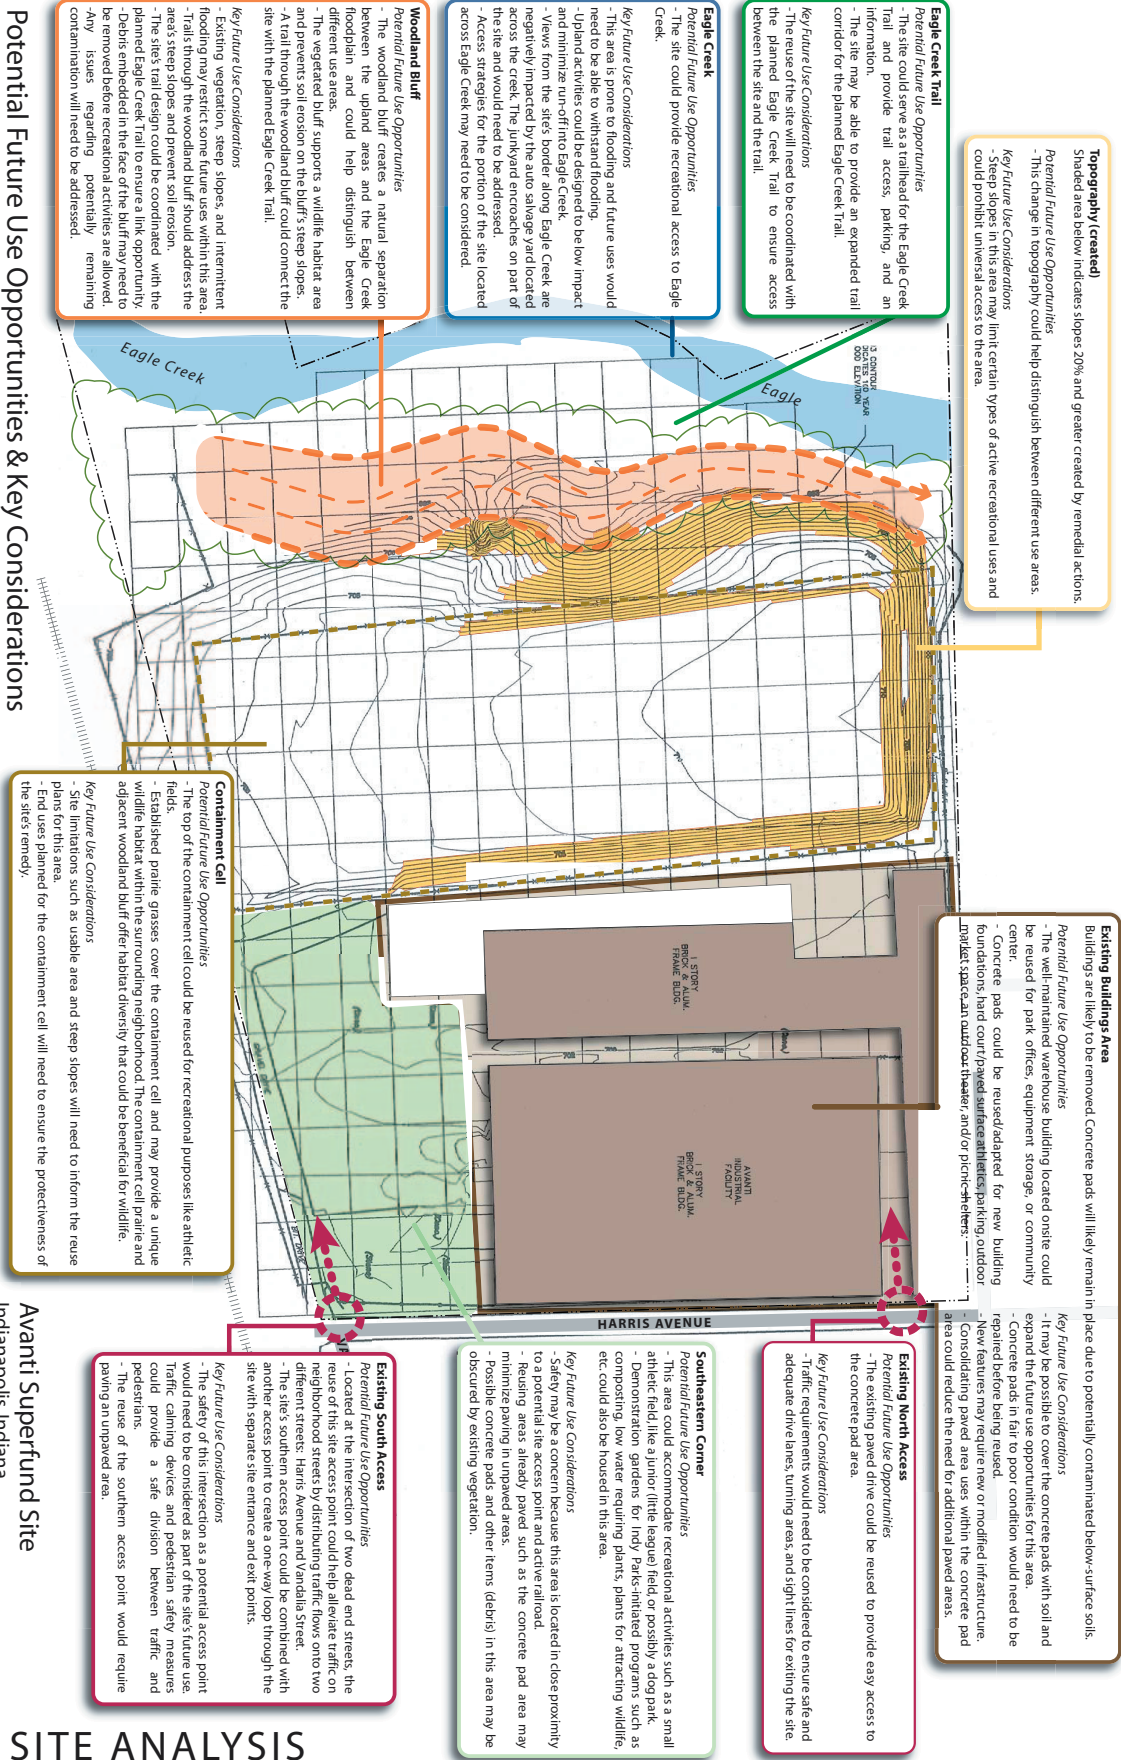 Topography (created)
Shaded area below indicates slopes 20% and greater created by remedial actions.
Potential Future Use Opportunities
- This change in topography could help distinguish between different use areas.
Key Future Use Considerations
- Steep slopes in this area may limit certain types of active recreational uses and
could prohibit universal access to the area.
Existing Buildings Area
Buildings are likely to be removed. Concrete pads will likely remain in place due to potentially contaminated below-surface soils.
Potential Future Use Opportunities
- The well-maintained warehouse building located onsite could
be reused for park offices, equipment storage, or community
center.
- Concrete pads could be reused/adapted for new building
foundations, hard court/paved surface athletics, parking, outdoor
market space, an outdoor theater, and/or picnic shelters.
Key Future Use Considerations
- It may be possible to cover the concrete pads with soil and
expand the future use opportunities for this area.
- Concrete pads in fair to poor condition would need to be
repaired before being reused.
- New features may require new or modified infrastructure.
- Consolidating paved area uses within the concrete pad
area could reduce the need for additional paved areas.
Eagle Creek Trail
Potential Future Use Opportunities
- The site could serve as a trailhead for the Eagle Creek
Trail and provide trail access, parking, and an
information.
- The site may be able to provide an expanded trail
corridor for the planned Eagle Creek Trail.
Key Future Use Considerations
- The reuse of the site will need to be coordinated with
the planned Eagle Creek Trail to ensure access
between the site and the trail.
Eagle Creek
Potential Future Use Opportunities
- The site could provide recreational access to Eagle
Creek.
Key Future Use Considerations
- This area is prone to flooding and future uses would
need to be able to withstand flooding.
- Upland activities could be designed to be low impact
and minimize run-off into Eagle Creek.
- Views from the site's border along Eagle Creek are
negatively impacted by the auto salvage yard located
across the creek. The junkyard encroaches on part of
the site and would need to be addressed.
- Access strategies for the portion of the site located
across Eagle Creek may need to be considered.
Woodland Bluff
Potential Future Use Opportunities
- The woodland bluff creates a natural separation
between the upland areas and the Eagle Creek
floodplain and could help distinguish between
different use areas.
- The vegetated bluff supports a wildlife habitat area
and prevents soil erosion on the bluff's steep slopes.
- A trail through the woodland bluff could connect the
site with the planned Eagle Creek Trail.
Key Future Use Considerations
- Existing vegetation, steep slopes, and intermittent
flooding may restrict some future uses within this area.
- Trails through the woodland bluff should address the
area's steep slopes and prevent soil erosion.
- The site's trail design could be coordinated with the
planned Eagle Creek Trail to ensure a link opportunity.
- Debris embedded in the face of the bluff may need to
be removed before recreational activities are allowed.
-Any issues regarding potentially remaining
contamination will need to be addressed.
3. CONTOUR
DICATES 100 YEAR
OOD ELEVATION
Eagle
Eagle Creek
705
705
705
705
710
705
705
1 STORY
BRICK & ALUM.
FRAME BLDG.
AVANTI
INDUSTRIAL
FACILITY
1 STORY
BRICK & ALUM.
FRAME BLDG.
HARRIS AVENUE
Existing North Access
Potential Future Use Opportunities
- The existing paved drive could be reused to provide easy access to
the concrete pad area.
Key Future Use Considerations
- Traffic requirements would need to be considered to ensure safe and
adequate drive lanes, turning areas, and sight lines for exiting the site.
Southeastern Corner
Potential Future Use Opportunities
- This area could accommodate recreational activities such as a small
athletic field, like a junior (little league) field, or possibly a dog park.
- Demonstration gardens for Indy Parks-initiated programs such as
composting, low water requiring plants, plants for attracting wildlife,
etc. could also be housed in this area.
Key Future Use Considerations
- Safety may be a concern because this area is located in close proximity
to a potential site access point and active railroad.
- Reusing areas already paved such as the concrete pad area may
minimize paving in unpaved areas.
- Possible concrete pads and other items (debris) in this area may be
obscured by existing vegetation.
Existing South Access
Potential Future Use Opportunities
- Located at the intersection of two dead end streets, the
reuse of this site access point could help alleviate traffic on
neighborhood streets by distributing traffic flows onto two
different streets: Harris Avenue and Vandalia Street.
- The site's southern access point could be combined with
another access point to create a one-way loop through the
site with separate site entrance and exit points.
Key Future Use Considerations
- The safety of this intersection as a potential access point
would need to be considered as part of the site's future use.
Traffic calming devices and pedestrian safety measures
could provide a safe division between traffic and
pedestrians.
- The reuse of the southern access point would require
paving an unpaved area.
Containment Cell
Potential Future Use Opportunities
- The top of the containment cell could be reused for recreational purposes like athletic
fields.
- Established prairie grasses cover the containment cell and may provide a unique
wildlife habitat within the surrounding neighborhood. The containment cell prairie and
adjacent woodland bluff offer habitat diversity that could be beneficial for wildlife.
Key Future Use Considerations
- Site limitations such as usable area and steep slopes will need to inform the reuse
plans for this area.
- End uses planned for the containment cell will need to ensure the protectiveness of
the site's remedy.
Potential Future Use Opportunities & Key Considerations
Avanti Superfund Site
Indianapolis, Indiana
SITE ANALYSIS